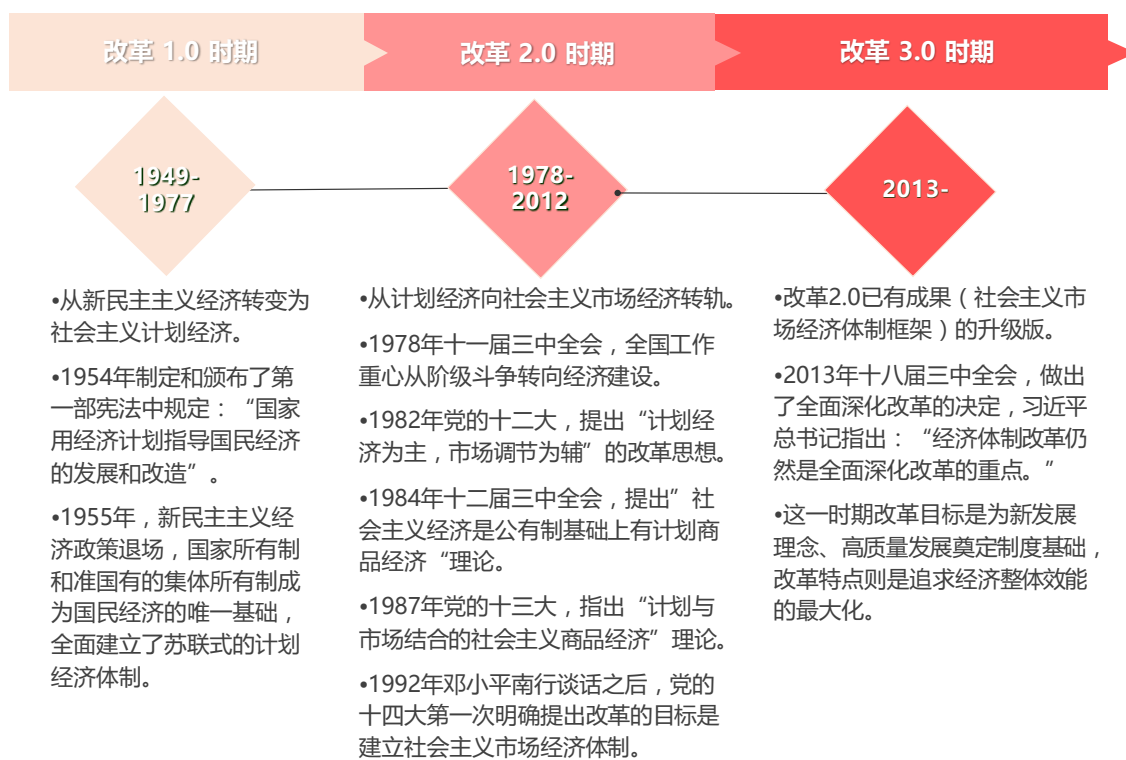 改革 1.0 时期
改革 2.0 时期
改革 3.0 时期
1949-
1977
1978-
2012
2013-
•从新民主主义经济转变为
社会主义计划经济。
•1954年制定和颁布了第
一部宪法中规定：“国家
用经济计划指导国民经济
的发展和改造”。
•1955年，新民主主义经
济政策退场，国家所有制
和准国有的集体所有制成
为国民经济的唯一基础，
全面建立了苏联式的计划
经济体制。
•从计划经济向社会主义市场经济转轨。
•1978年十一届三中全会，全国工作
重心从阶级斗争转向经济建设。
•1982年党的十二大，提出“计划经
济为主，市场调节为辅”的改革思想。
•1984年十二届三中全会，提出”社
会主义经济是公有制基础上有计划商
品经济“理论。
•1987年党的十三大，指出“计划与
市场结合的社会主义商品经济”理论。
•1992年邓小平南行谈话之后，党的
十四大第一次明确提出改革的目标是
建立社会主义市场经济体制。
•改革2.0已有成果（社会主义市
场经济体制框架）的升级版。
•2013年十八届三中全会，做出
了全面深化改革的决定，习近平
总书记指出：“经济体制改革仍
然是全面深化改革的重点。”
•这一时期改革目标是为新发展
理念、高质量发展奠定制度基础，
改革特点则是追求经济整体效能
的最大化。